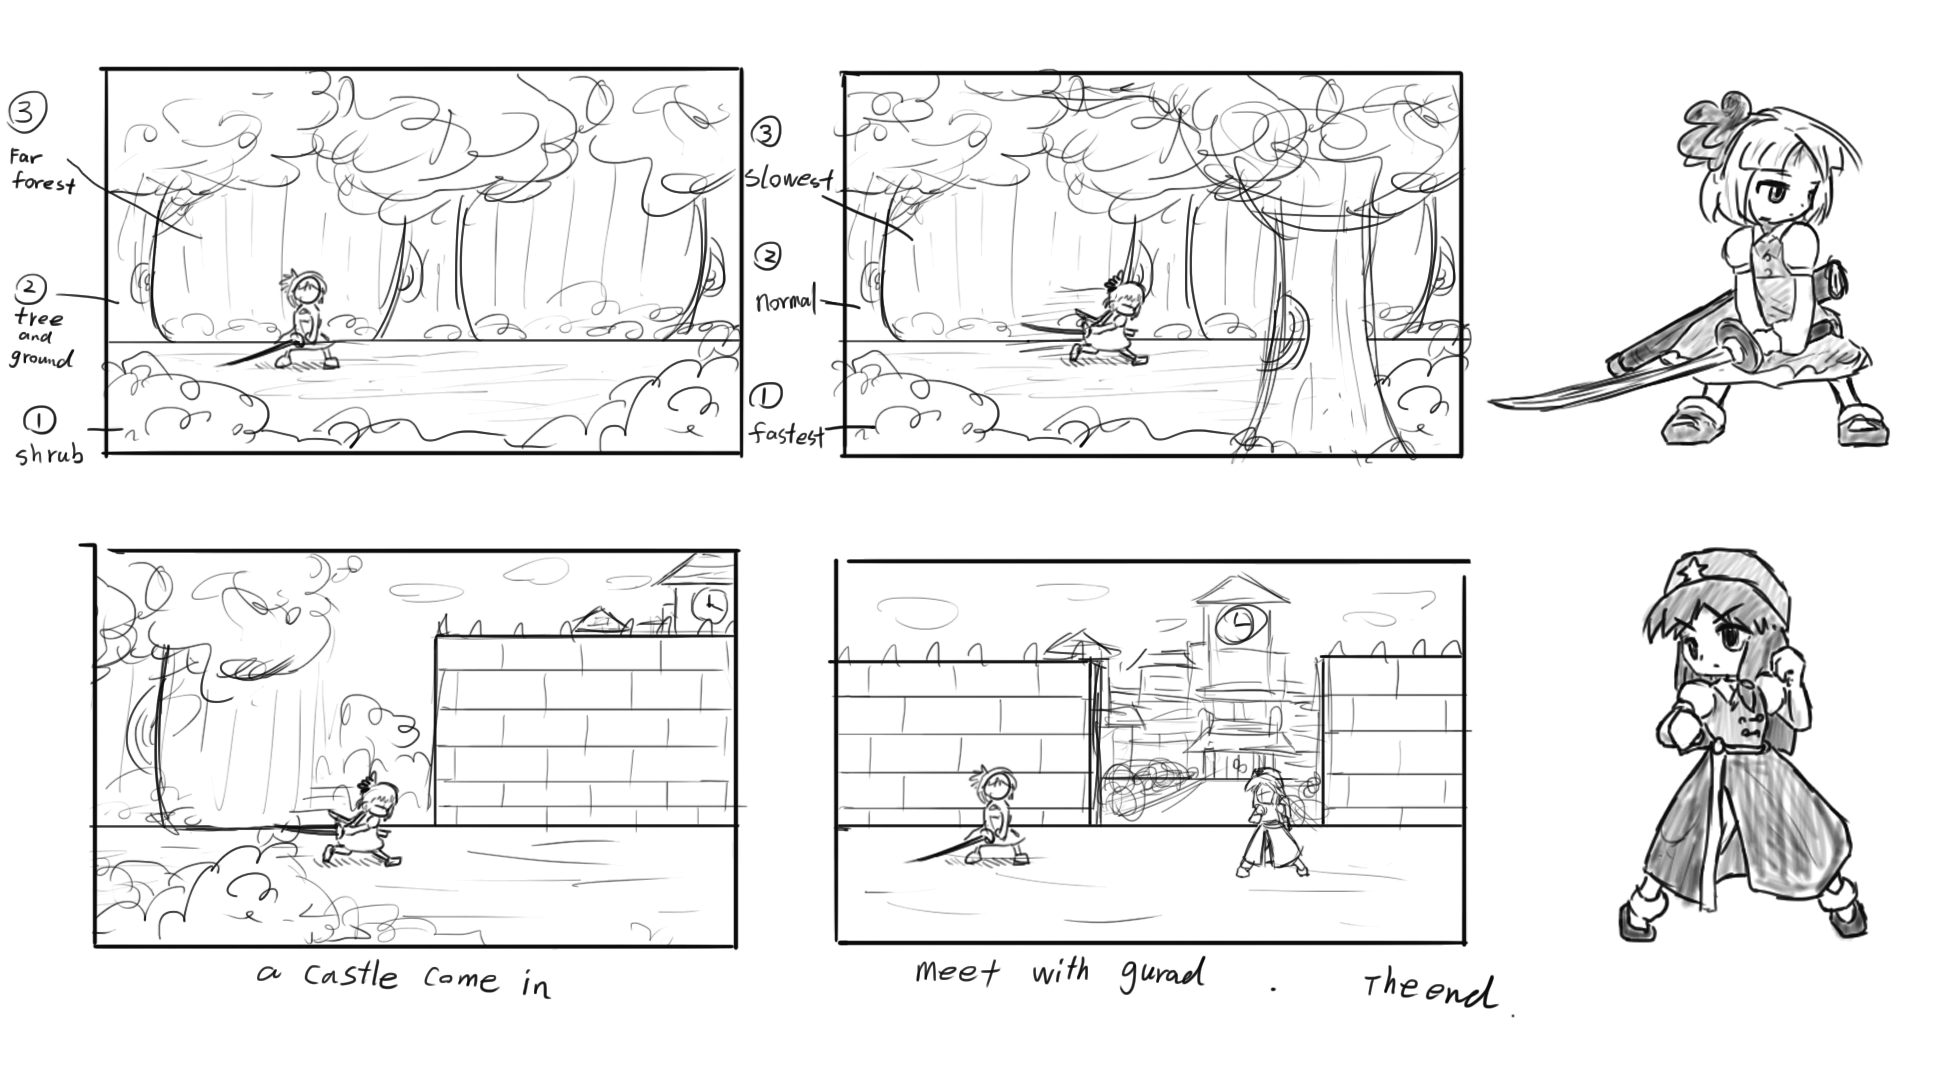 ③
Far
forest
②
tree
and
ground
①
shrub
③
slowest
②
normal
①
fastest
a castle come in
meet with gurad . The end.